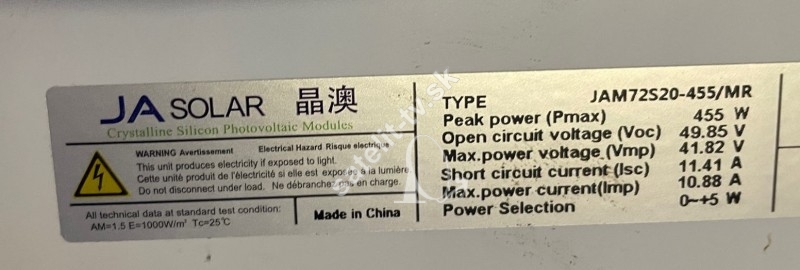 JA SOLAR 晶澳
Crystalline Silicon Photovoltaic Modules
WARNING Avertissement Electrical Hazard Risque électrique
This unit produces electricity if exposed to light.
Cette unité produit de l'électricité si elle est exposée à la lumière
Do not disconnect under load. Ne débranchez pas en charge.
All technical data at standard test condition:
AM=1.5 E=1000W/m² Tc=25℃
Made in China
TYPE JAM72S20-455/MR
Peak power (Pmax) 455 W
Open circuit voltage (Voc) 49.85 V
Max.power voltage (Vmp) 41.82 V
Short circuit current (Isc) 11.41 A
Max.power current(Imp) 10.88 A
Power Selection 0~+5 W
satelit-tv.sk